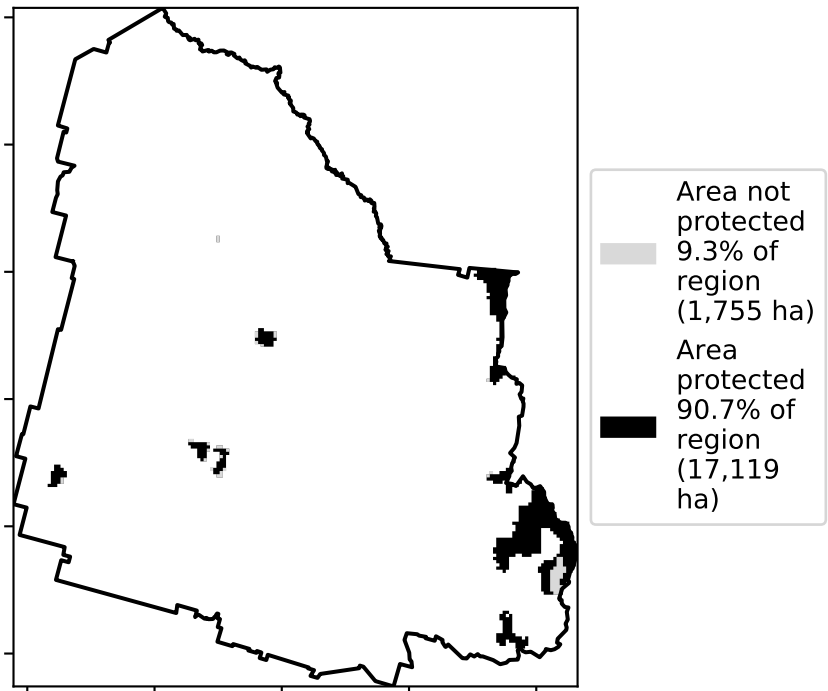 Area not
protected
9.3% of
region
(1,755 ha)
Area
protected
90.7% of
region
(17,119
ha)